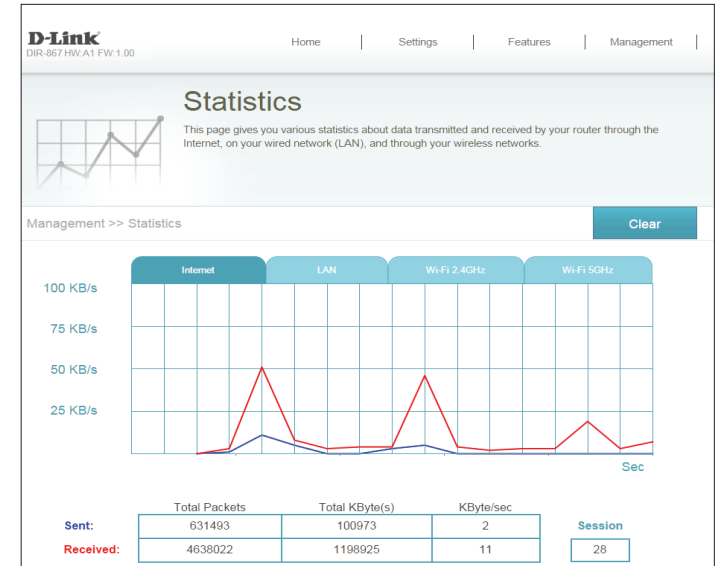 D-Link
DIR-867 HW:A1 FW:1.00
Home Settings Features Management
Statistics
This page gives you various statistics about data transmitted and received by your router through the
Internet, on your wired network (LAN), and through your wireless networks.
Management >> Statistics
Clear
Internet LAN Wi-Fi 2.4GHz Wi-Fi 5GHz
100 KB/s
75 KB/s
50 KB/s
25 KB/s
Sec
Total Packets Total KByte(s) KByte/sec
Sent: 631493 100973 2 Session
Received: 4638022 1198925 11 28